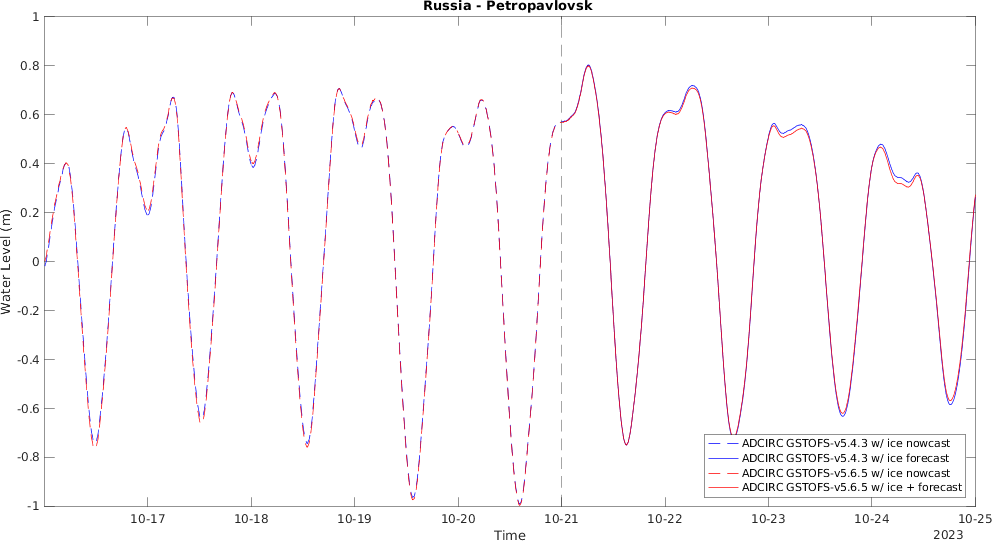 Russia - Petropavlovsk
1
0.8
0.6
0.4
0.2
0
-0.2
-0.4
-0.6
-0.8
-1
Water Level (m)
10-17 10-18 10-19 10-20 10-21 10-22 10-23 10-24 10-25
Time
2023
ADCIRC GSTOFS-v5.4.3 w/ ice nowcast
ADCIRC GSTOFS-v5.4.3 w/ ice forecast
ADCIRC GSTOFS-v5.6.5 w/ ice nowcast
ADCIRC GSTOFS-v5.6.5 w/ ice + forecast